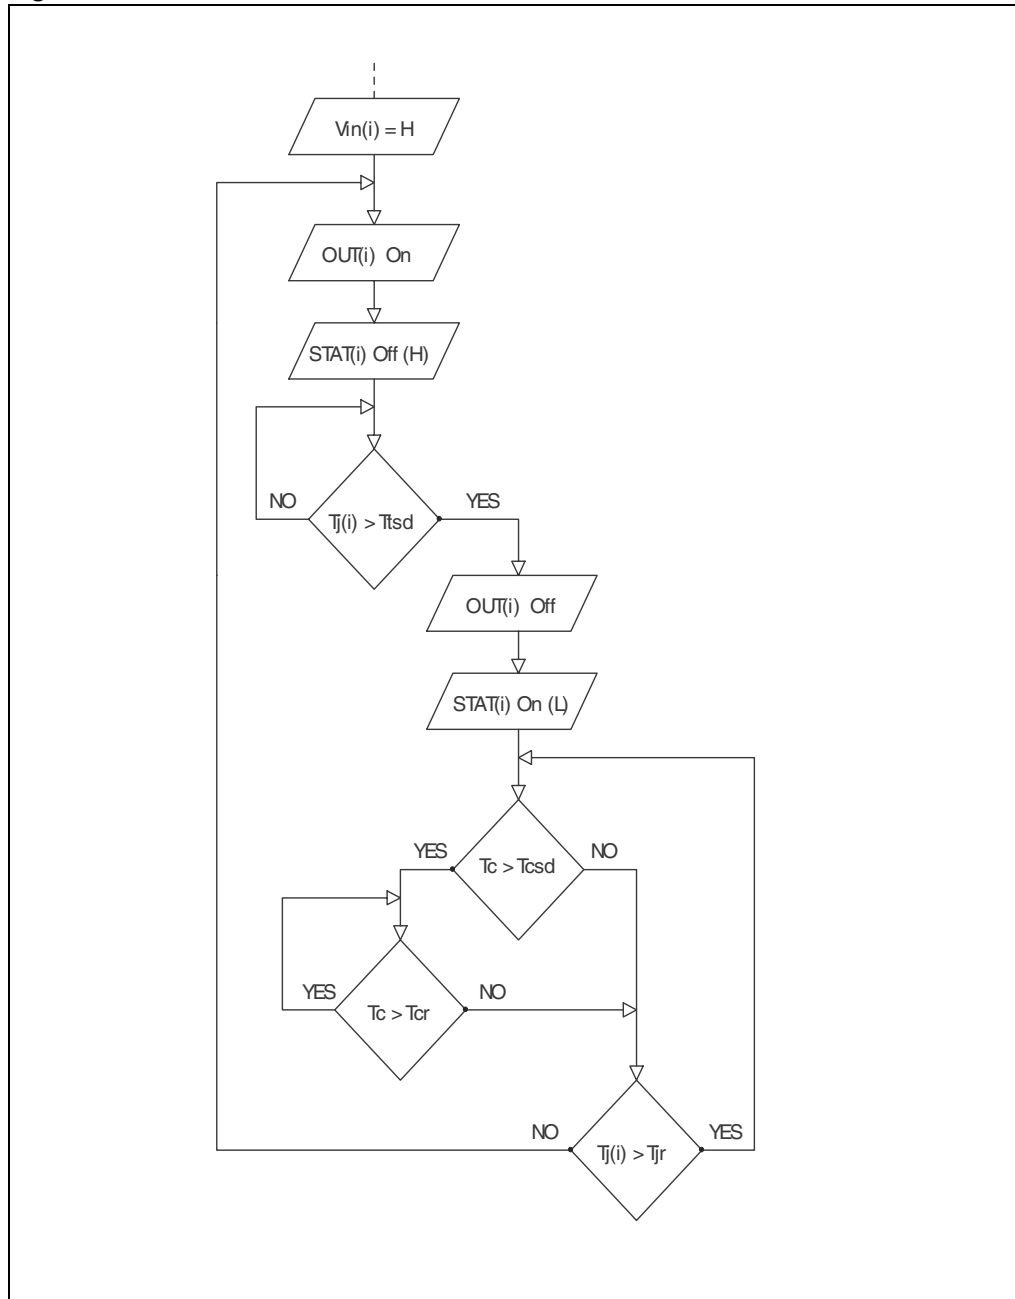 Vin(i) = H
OUT(i) On
STAT(i) Off (H)
NO
YES
Tj(i) > Ttsd
OUT(i) Off
STAT(i) On (L)
YES
NO
Tc > Tcsd
YES
NO
Tc > Tcr
NO
YES
Tj(i) > Tjr